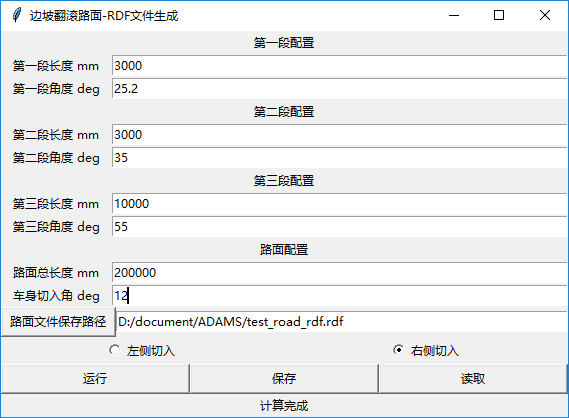 边坡翻滚路面-RDF文件生成
第一段配置
第一段长度 mm 3000
第一段角度 deg 25.2
第二段配置
第二段长度 mm 3000
第二段角度 deg 35
第三段配置
第三段长度 mm 10000
第三段角度 deg 55
路面配置
路面总长度 mm 200000
车身切入角 deg 12
路面文件保存路径 D:/document/ADAMS/test_road_rdf.rdf
左侧切入 右侧切入
运行 保存 读取
计算完成